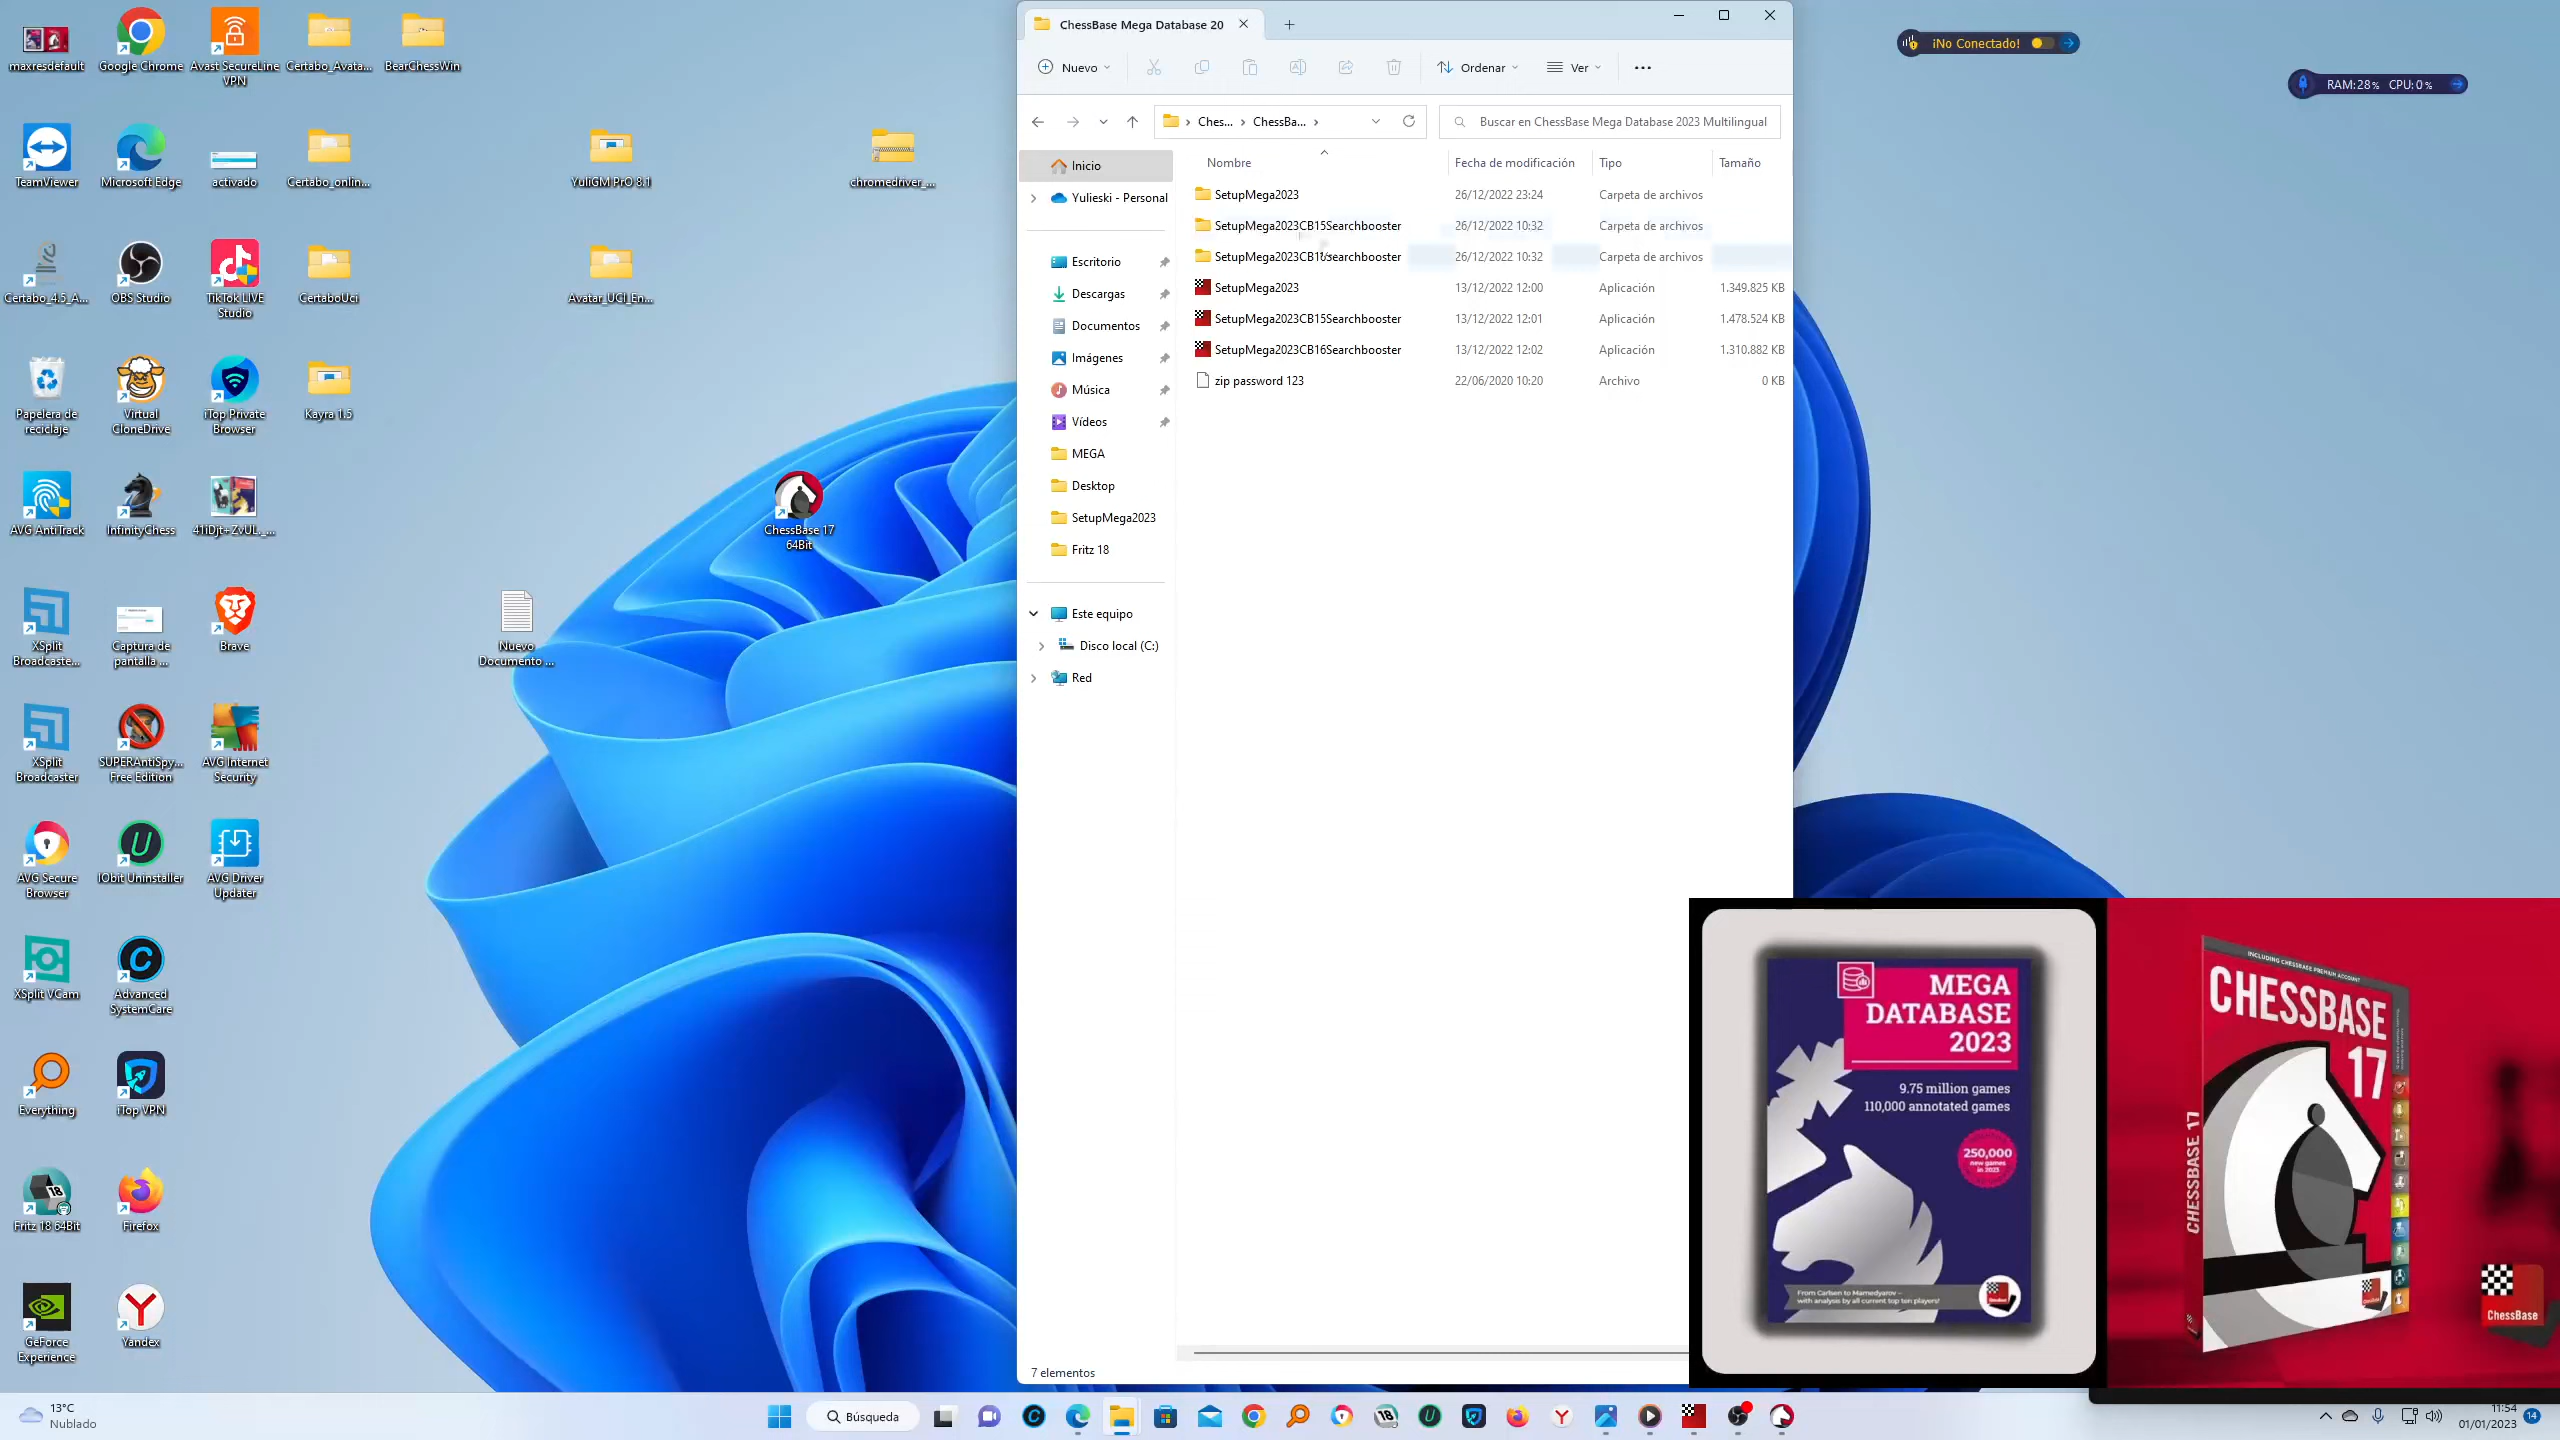 maxresdefault
Google Chrome
Avast SecureLine VPN
Certabo_Avata...
BearChessWin
TeamViewer
Microsoft Edge
activado
Certabo_onlin...
YuliGM PrO 8.1
chromedriver_...
Certabo_4.5_A...
OBS Studio
TikTok LIVE Studio
CertaboUci
Avatar_UCI_En...
Papelera de reciclaje
Virtual CloneDrive
iTop Private Browser
Kayra 1.5
AVG AntiTrack
InfinityChess
41iDjt+ZvUL._...
ChessBase 17 64Bit
XSplit Broadcaste...
Captura de pantalla ...
Brave
Nuevo Documento ...
XSplit Broadcaster
SUPERAntiSpy... Free Edition
AVG Internet Security
AVG Secure Browser
IObit Uninstaller
AVG Driver Updater
XSplit VCam
Advanced SystemCare
Everything
iTop VPN
Fritz 18 64Bit
Firefox
GeForce Experience
Yandex
ChessBase Mega Database 20
Nuevo
Ordenar
Ver
Ches... ChessBa...
Buscar en ChessBase Mega Database 2023 Multilingual
Inicio
Yulieski - Personal
Escritorio
Descargas
Documentos
Imágenes
Música
Vídeos
MEGA
Desktop
SetupMega2023
Fritz 18
Este equipo
Disco local (C:)
Red
Nombre Fecha de modificación Tipo Tamaño
SetupMega2023 26/12/2022 23:24 Carpeta de archivos
SetupMega2023CB15Searchbooster 26/12/2022 10:32 Carpeta de archivos
26/12/2022 10:32 Carpeta de archivos
SetupMega2023 13/12/2022 12:00 Aplicación 1.349.825 KB
SetupMega2023CB15Searchbooster 13/12/2022 12:01 Aplicación 1.478.524 KB
SetupMega2023CB16Searchbooster 13/12/2022 12:02 Aplicación 1.310.882 KB
zip password 123 22/06/2020 10:20 Archivo 0 KB
7 elementos
¡No Conectado!
RAM:28% CPU:0%
MEGA
DATABASE
2023
9.75 million games
110,000 annotated games
250,000
new games
in 2023
From Carlsen to Mamedyarov –
with analysis by all current top ten players!
INCLUDING CHESSBASE PREMIUM ACCOUNT
CHESSBASE
17
CHESSBASE 17
ChessBase
13°C
Nublado
Búsqueda
18
11:54
01/01/2023
14